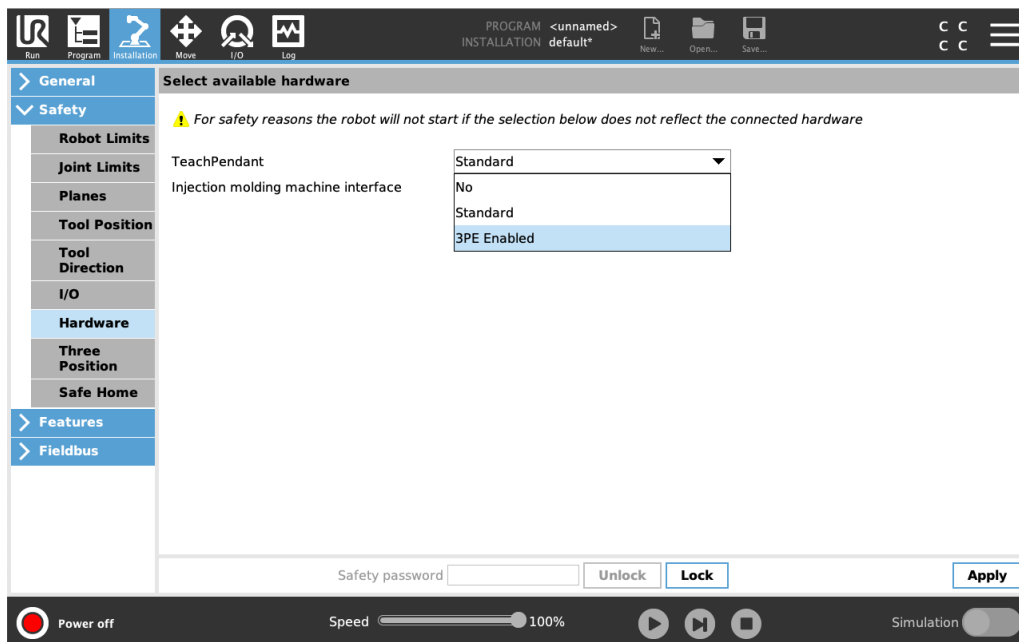 UR
Run
Program
Installation
Move
I/O
Log
PROGRAM <unnamed>
INSTALLATION default*
New...
Open...
Save...
C C
C C
General
Safety
Robot Limits
Joint Limits
Planes
Tool Position
Tool
Direction
I/O
Hardware
Three
Position
Safe Home
Features
Fieldbus
Select available hardware
! For safety reasons the robot will not start if the selection below does not reflect the connected hardware
TeachPendant Standard
Injection molding machine interface
No
Standard
3PE Enabled
Safety password Unlock Lock Apply
Power off Speed 100% Simulation